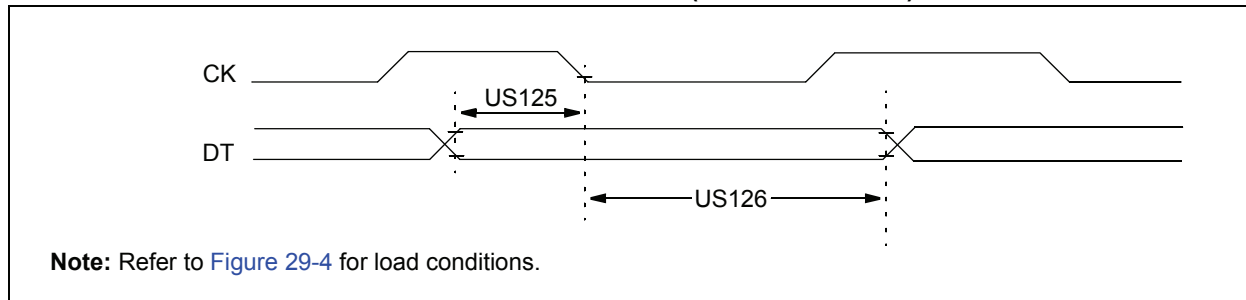 CK
US125
DT
US126
Note: Refer to Figure 29-4 for load conditions.